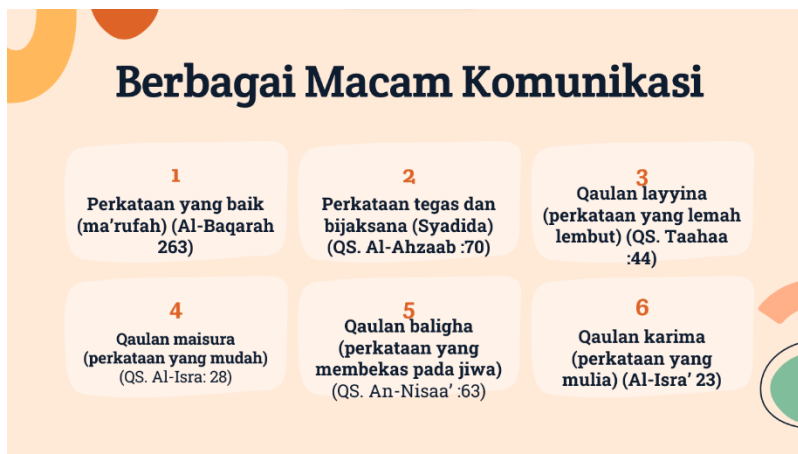 Berbagai Macam Komunikasi
1
Perkataan yang baik
(ma’rufah) (Al-Baqarah
263)
2
Perkataan tegas dan
bijaksana (Syadida)
(QS. Al-Ahzaab :70)
3
Qaulan layyina
(perkataan yang lemah
lembut) (QS. Taahaa
:44)
4
Qaulan maisura
(perkataan yang mudah)
(QS. Al-Isra: 28)
5
Qaulan baligha
(perkataan yang
membekas pada jiwa)
(QS. An-Nisaa’ :63)
6
Qaulan karima
(perkataan yang
mulia) (Al-Isra’ 23)